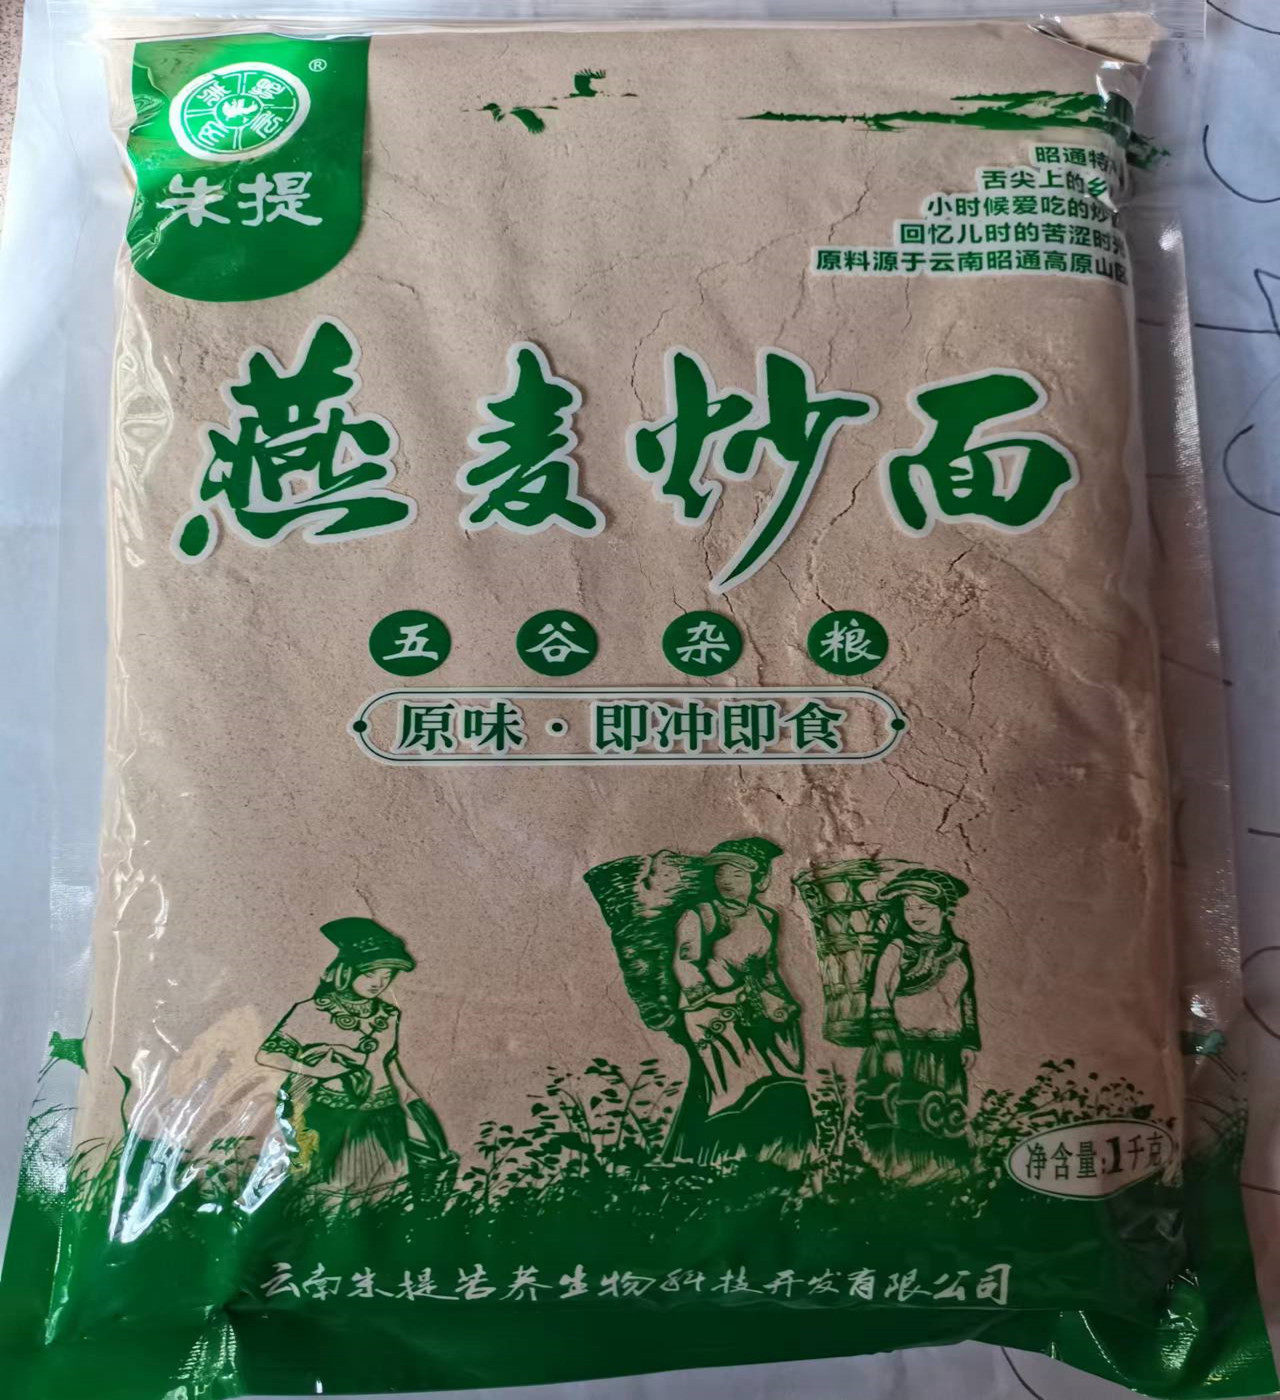 ®
朱提
昭通特
舌尖上的乡
小时候爱吃的炒
回忆儿时的苦涩时光
原料源于云南昭通高原山区
燕麦炒面
五谷杂粮
原味·即冲即食
净含量:1千克
云南朱提苦荞生物科技开发有限公司